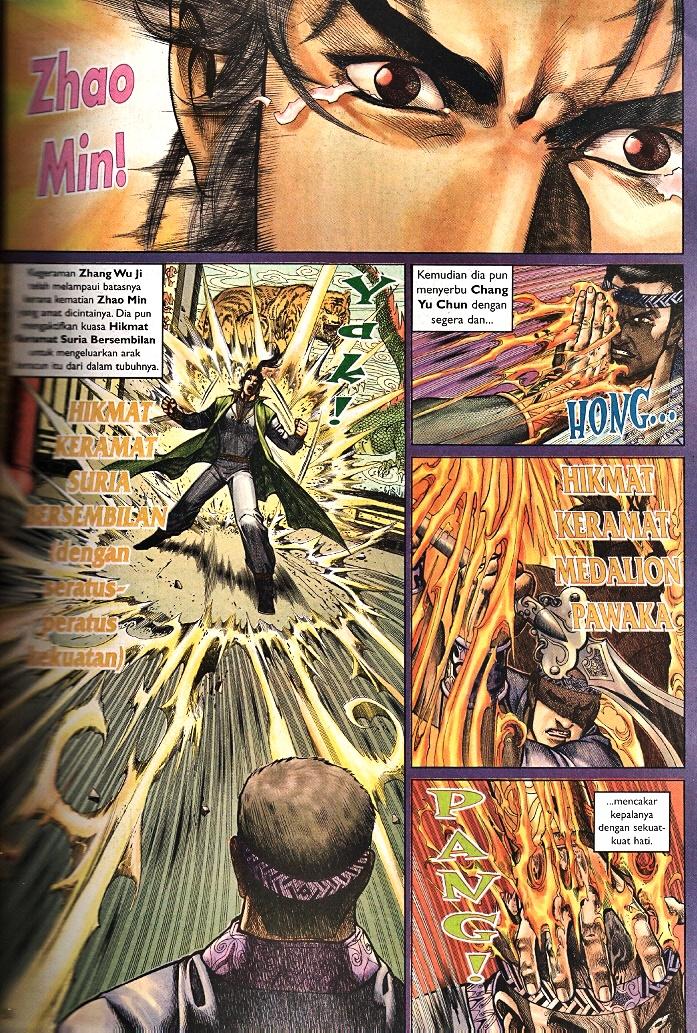 Zhao
Min!
Kegeraman Zhang Wu Ji
telah melampaui batasnya
kerana kematian Zhao Min
yang amat dicintainya. Dia pun
mengaktifkan kuasa Hikmat
Keramat Suria Bersembilan
untuk mengeluarkan arak
itu dari dalam tubuhnya.
Yak!
HIKMAT
KERAMAT
SURIA
BERSEMBILAN
(dengan
seratus-
peratus
kekuatan)
Kemudian dia pun
menyerbu Chang
Yu Chun dengan
segera dan...
HONG...
HIKMAT
KERAMAT
MEDALION
PAWAKA
PANG!
...mencakar
kepalanya
dengan sekuat-
kuat hati.